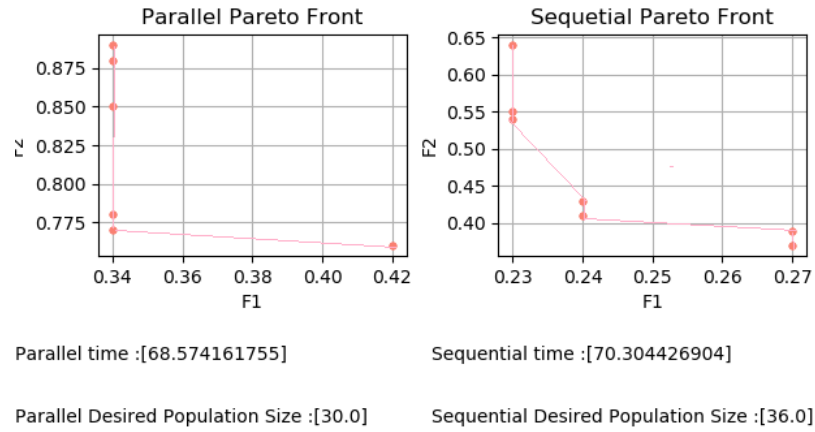 Parallel Pareto Front
Sequetial Pareto Front
0.875
0.850
0.825
0.800
0.775
F2
0.34 0.36 0.38 0.40 0.42
F1
0.65
0.60
0.55
0.50
0.45
0.40
F2
0.23 0.24 0.25 0.26 0.27
F1
Parallel time :[68.574161755]
Sequential time :[70.304426904]
Parallel Desired Population Size :[30.0]
Sequential Desired Population Size :[36.0]